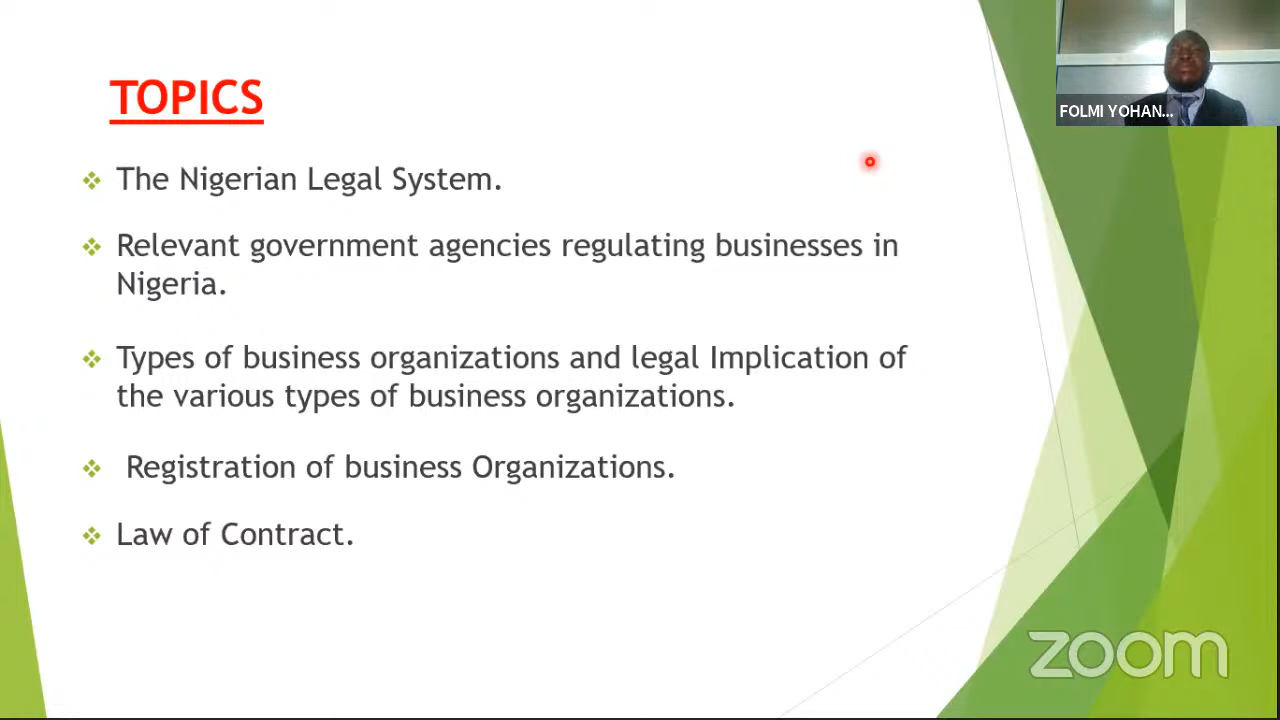 TOPICS
The Nigerian Legal System.
Relevant government agencies regulating businesses in
Nigeria.
Types of business organizations and legal Implication of
the various types of business organizations.
Registration of business Organizations.
Law of Contract.
FOLMI YOHAN...
zoom